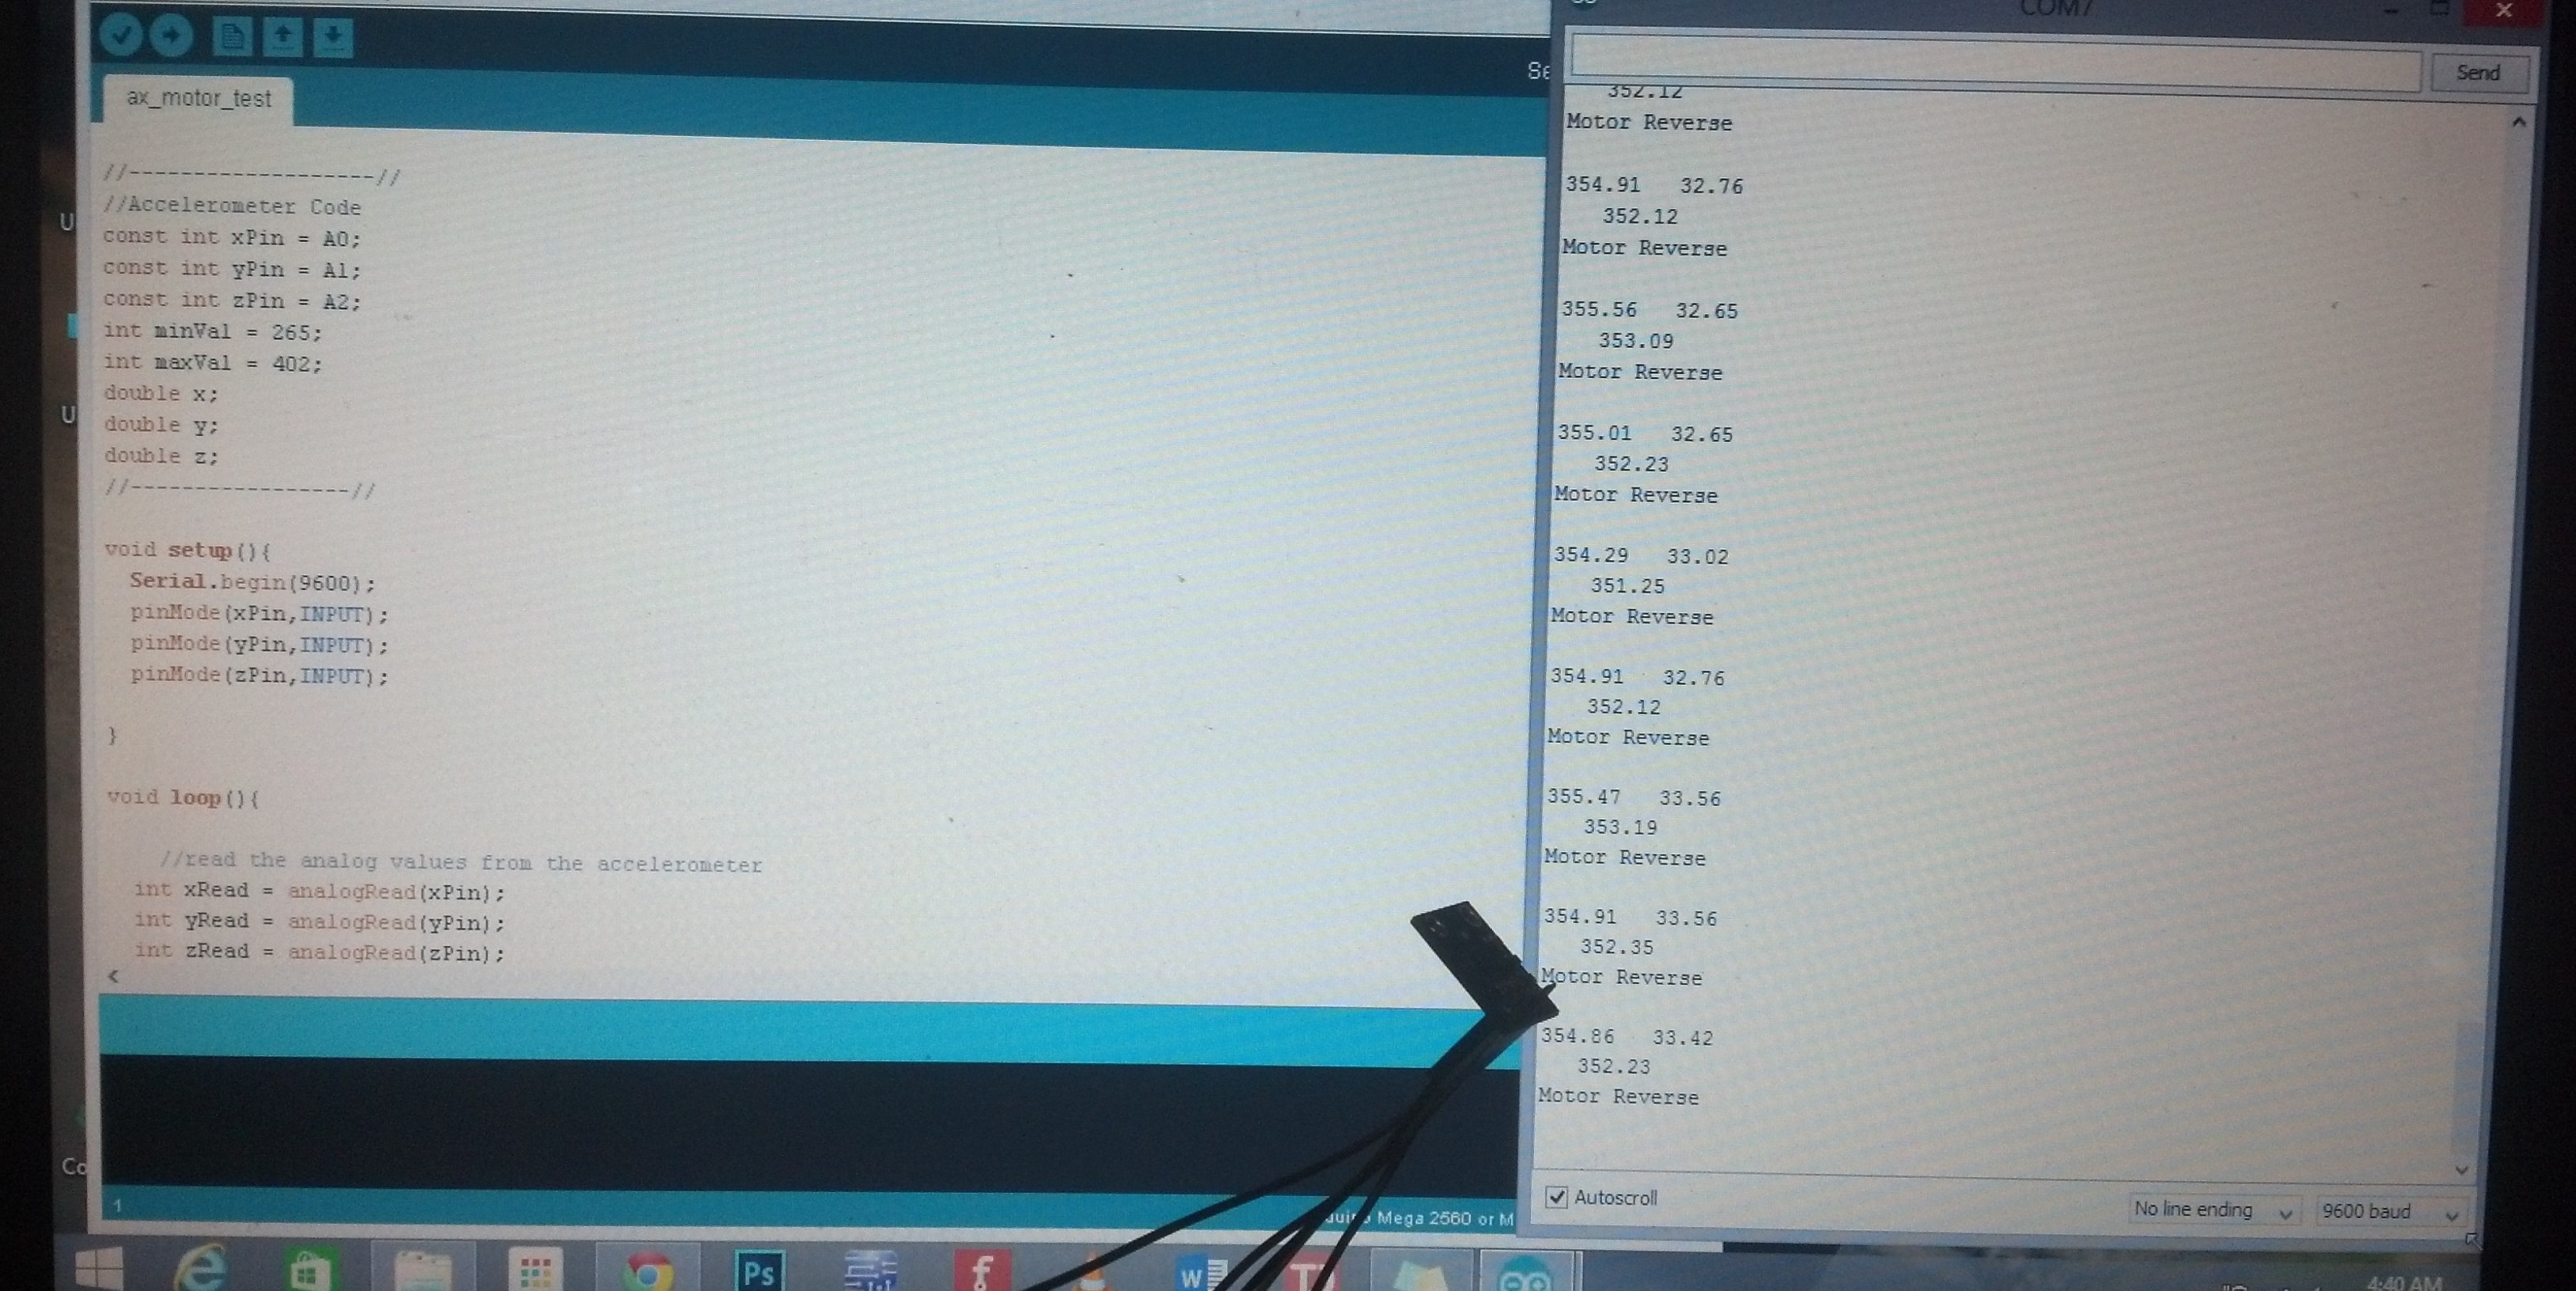 ax_motor_test
//-------------------//
//Accelerometer Code
const int xPin = A0;
const int yPin = A1;
const int zPin = A2;
int minVal = 265;
int maxVal = 402;
double x;
double y;
double z;
//-----------------//
void setup(){
Serial.begin(9600);
pinMode(xPin,INPUT);
pinMode(yPin,INPUT);
pinMode(zPin,INPUT);
}
void loop(){
//read the analog values from the accelerometer
int xRead = analogRead(xPin);
int yRead = analogRead(yPin);
int zRead = analogRead(zPin);
1
Mega 2560 or M
COM7
Send
352.12
Motor Reverse
354.91 32.76
352.12
Motor Reverse
355.56 32.65
353.09
Motor Reverse
355.01 32.65
352.23
Motor Reverse
354.29 33.02
351.25
Motor Reverse
354.91 32.76
352.12
Motor Reverse
355.47 33.56
353.19
Motor Reverse
354.91 33.56
352.35
Motor Reverse
354.86 33.42
352.23
Motor Reverse
Autoscroll
No line ending
9600 baud
Ps
W
4:40 AM